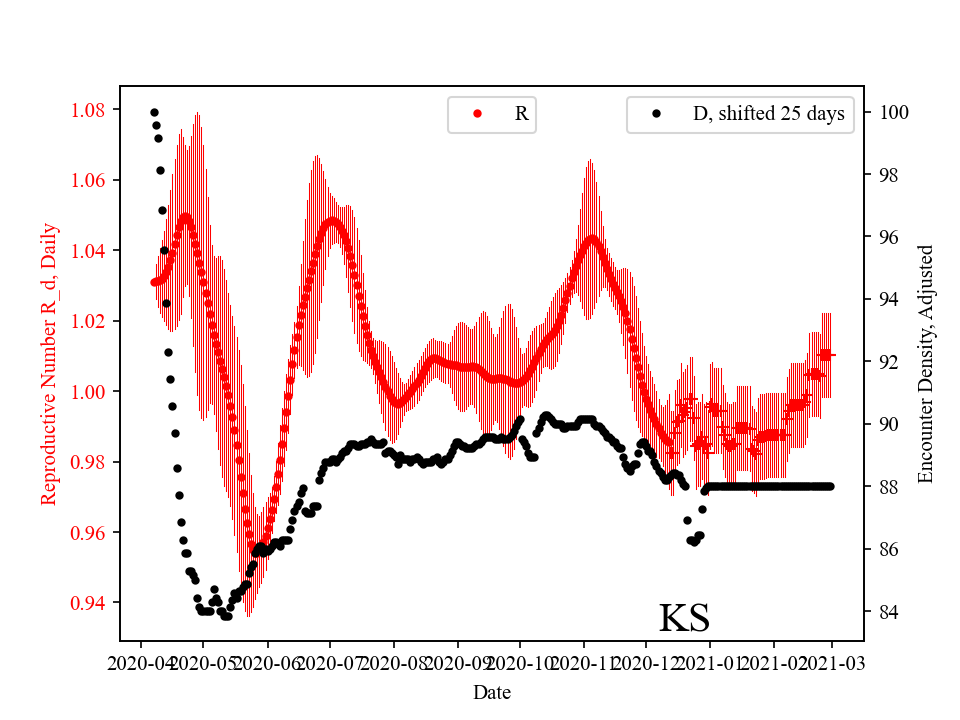 R
D, shifted 25 days
1.08
1.06
1.04
1.02
1.00
0.98
0.96
0.94
Reproductive Number R_d, Daily
100
98
96
94
92
90
88
86
84
Encounter Density, Adjusted
KS
2020-04 2020-05 2020-06 2020-07 2020-08 2020-09 2020-10 2020-11 2020-12 2021-01 2021-02 2021-03
Date